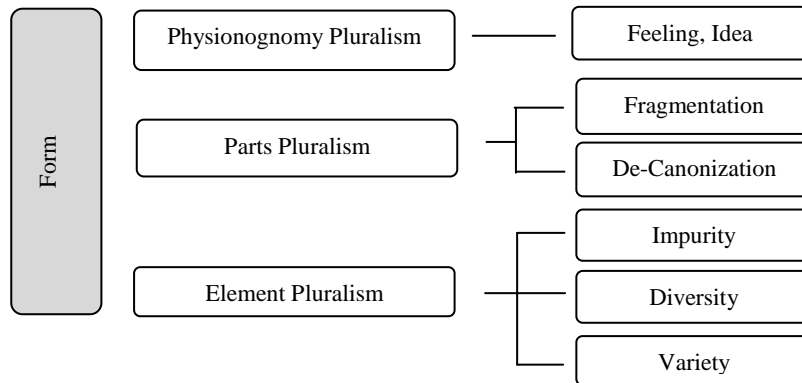 Form
Physionognomy Pluralism
Feeling, Idea
Parts Pluralism
Fragmentation
De-Canonization
Element Pluralism
Impurity
Diversity
Variety